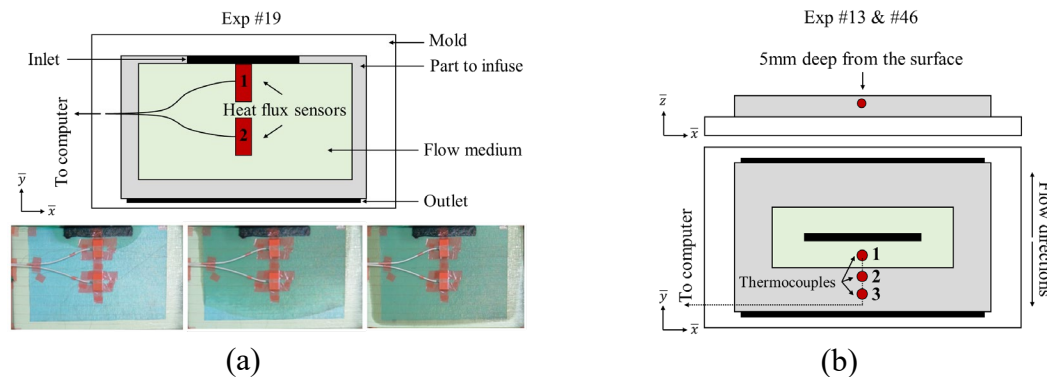 Exp #19
Mold
Inlet
Part to infuse
1
Heat flux sensors
2
To computer
Flow medium
Outlet
y
x
(a)
Exp #13 & #46
5mm deep from the surface
z
x
1
2
3
Thermocouples
To computer
Flow directions
y
x
(b)